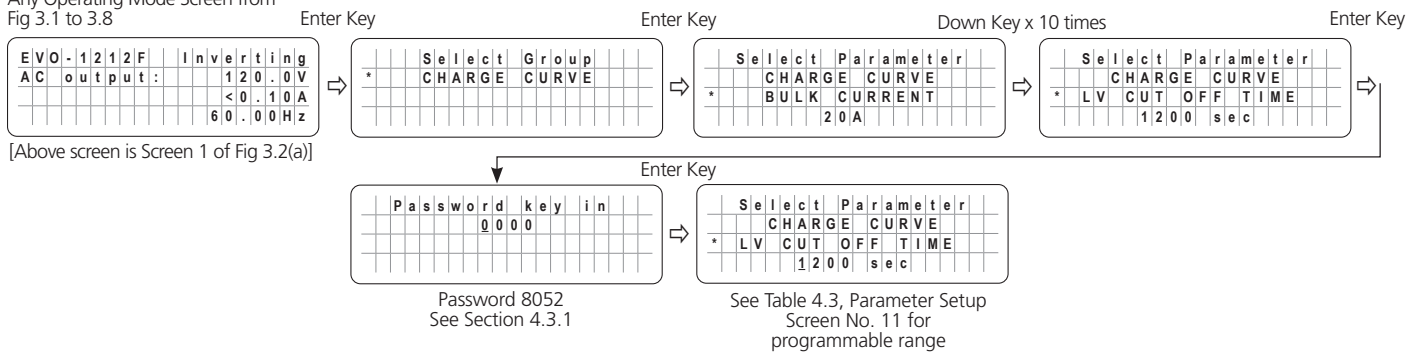 Any Operating Mode Screen from
Fig 3.1 to 3.8
Enter Key
Enter Key
Down Key x 10 times
Enter Key
EVO-1212F Inverting
AC output: 120.0V
<0.10A
60.00Hz
[Above screen is Screen 1 of Fig 3.2(a)]
Select Group
* CHARGE CURVE
Select Parameter
CHARGE CURVE
* BULK CURRENT
20A
Select Parameter
CHARGE CURVE
* LV CUT OFF TIME
1200 sec
Password key in
0000
Password 8052
See Section 4.3.1
Enter Key
Select Parameter
CHARGE CURVE
* LV CUT OFF TIME
1200 sec
See Table 4.3, Parameter Setup
Screen No. 11 for
programmable range